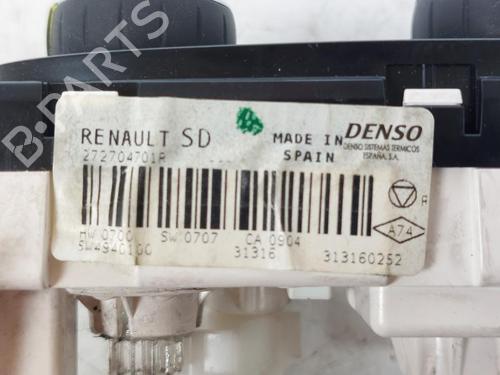 B-PARTS
RENAULT SD
MADE IN
SPAIN
DENSO
DENSO SISTEMAS TERMICOS
ESPAÑA, S.A.
272704701R
R
A74
HW 0700 SW 0707 CA 0904
SW4940100 31316 313160252